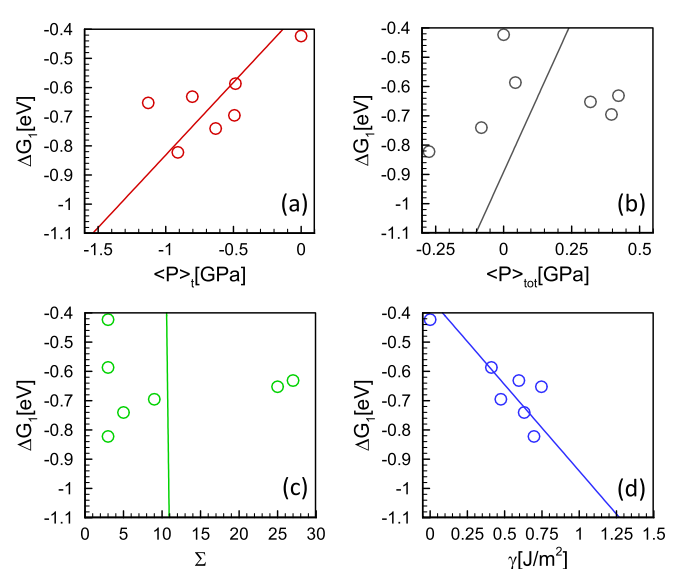 -0.4
-0.5
-0.6
-0.7
-0.8
-0.9
-1
-1.1
ΔG₁[eV]
(a)
-1.5 -1 -0.5 0
<P>ₜ[GPa]
-0.4
-0.5
-0.6
-0.7
-0.8
-0.9
-1
-1.1
ΔG₁[eV]
(b)
-0.25 0 0.25 0.5
<P>tot[GPa]
-0.4
-0.5
-0.6
-0.7
-0.8
-0.9
-1
-1.1
ΔG₁[eV]
(c)
0 5 10 15 20 25 30
Σ
-0.4
-0.5
-0.6
-0.7
-0.8
-0.9
-1
-1.1
ΔG₁[eV]
(d)
0 0.25 0.5 0.75 1 1.25 1.5
γ[J/m²]